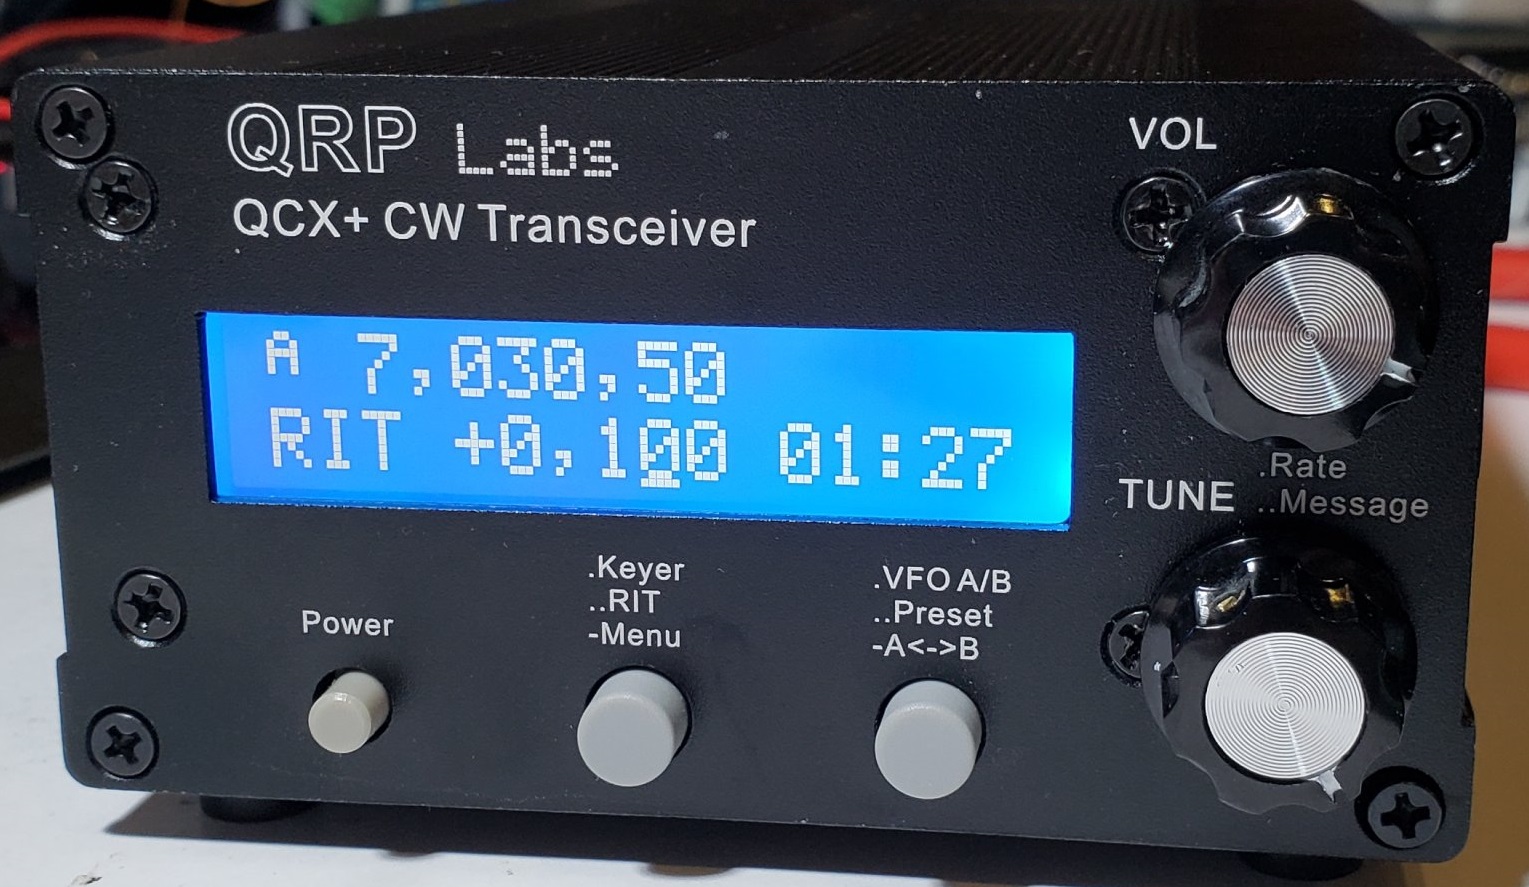 QRP Labs
QCX+ CW Transceiver
A 7,030,50
RIT +0,100 01:27
VOL
TUNE
.Rate
..Message
Power
.Keyer
..RIT
-Menu
.VFO A/B
..Preset
-A<->B